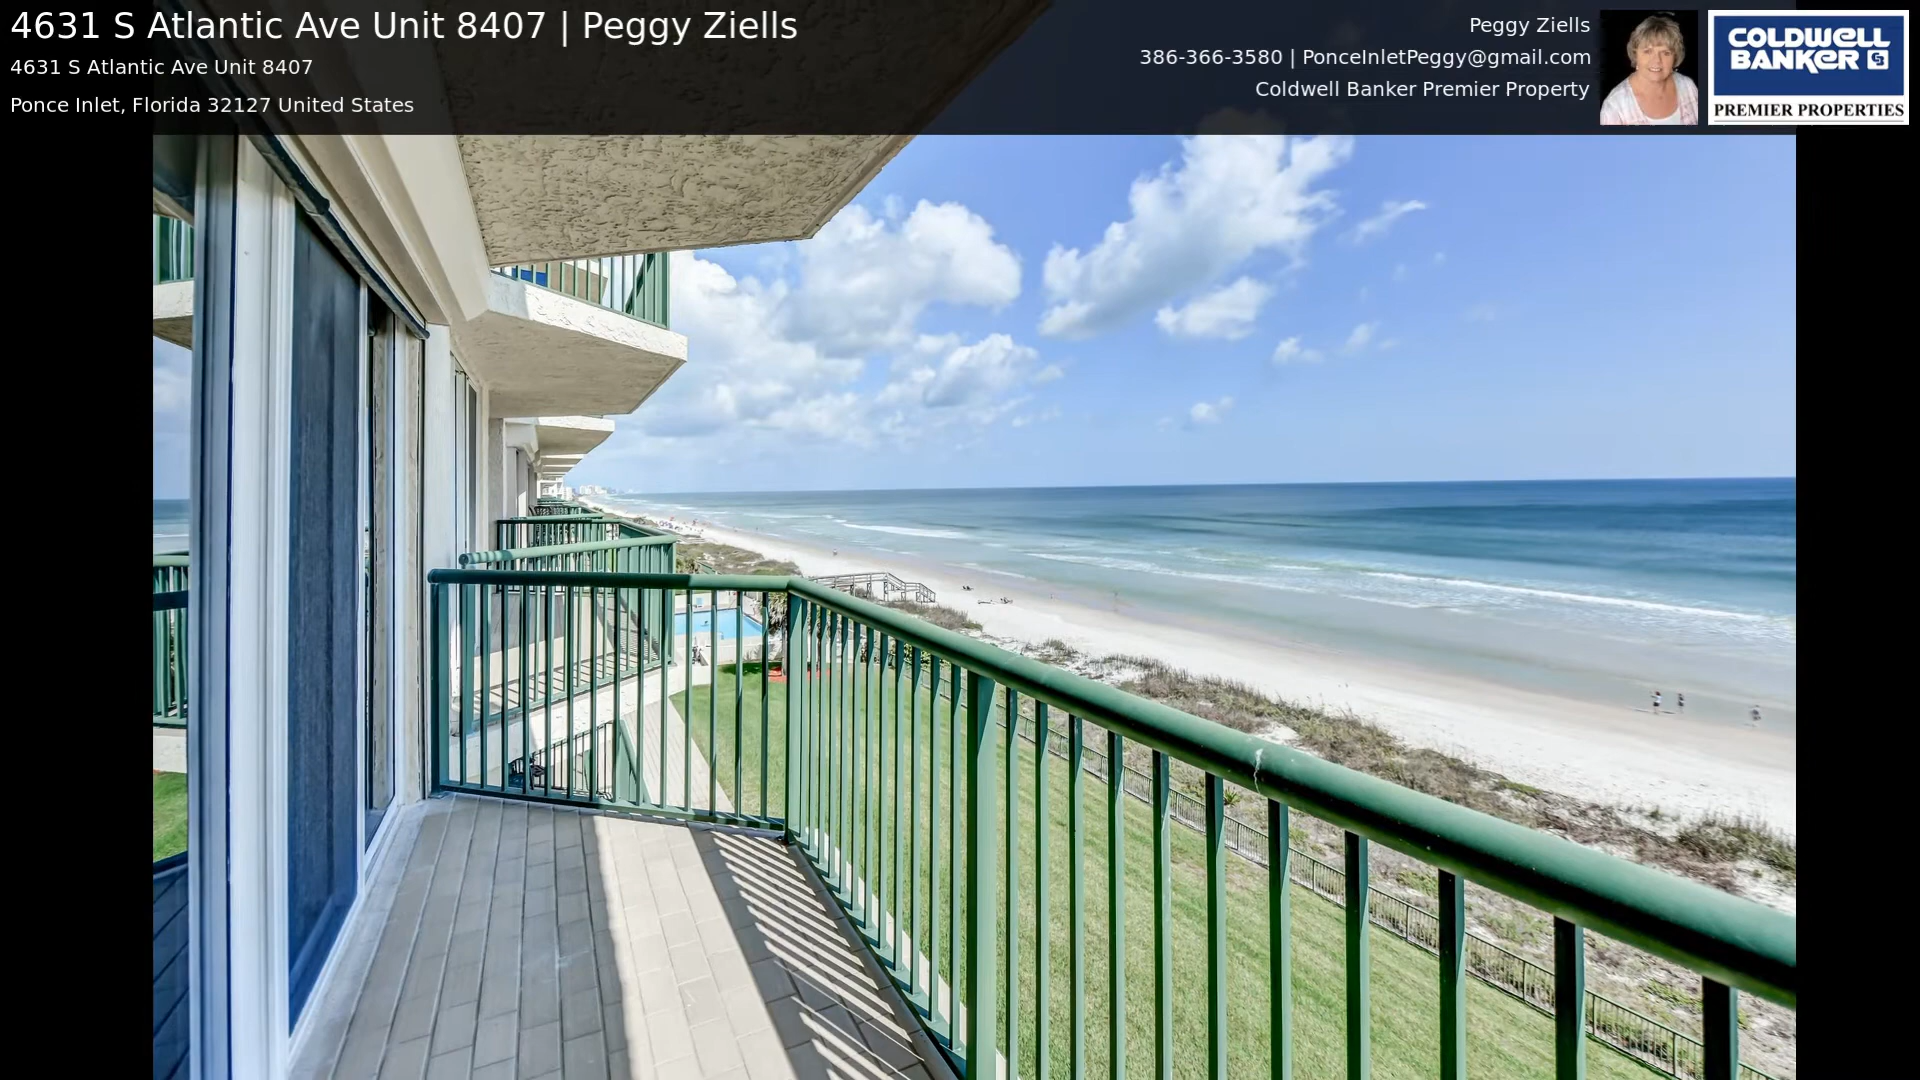 4631 S Atlantic Ave Unit 8407 | Peggy Ziells
4631 S Atlantic Ave Unit 8407
Ponce Inlet, Florida 32127 United States
Peggy Ziells
386-366-3580 | PonceInletPeggy@gmail.com
Coldwell Banker Premier Property
COLDWELL
BANKER
PREMIER PROPERTIES